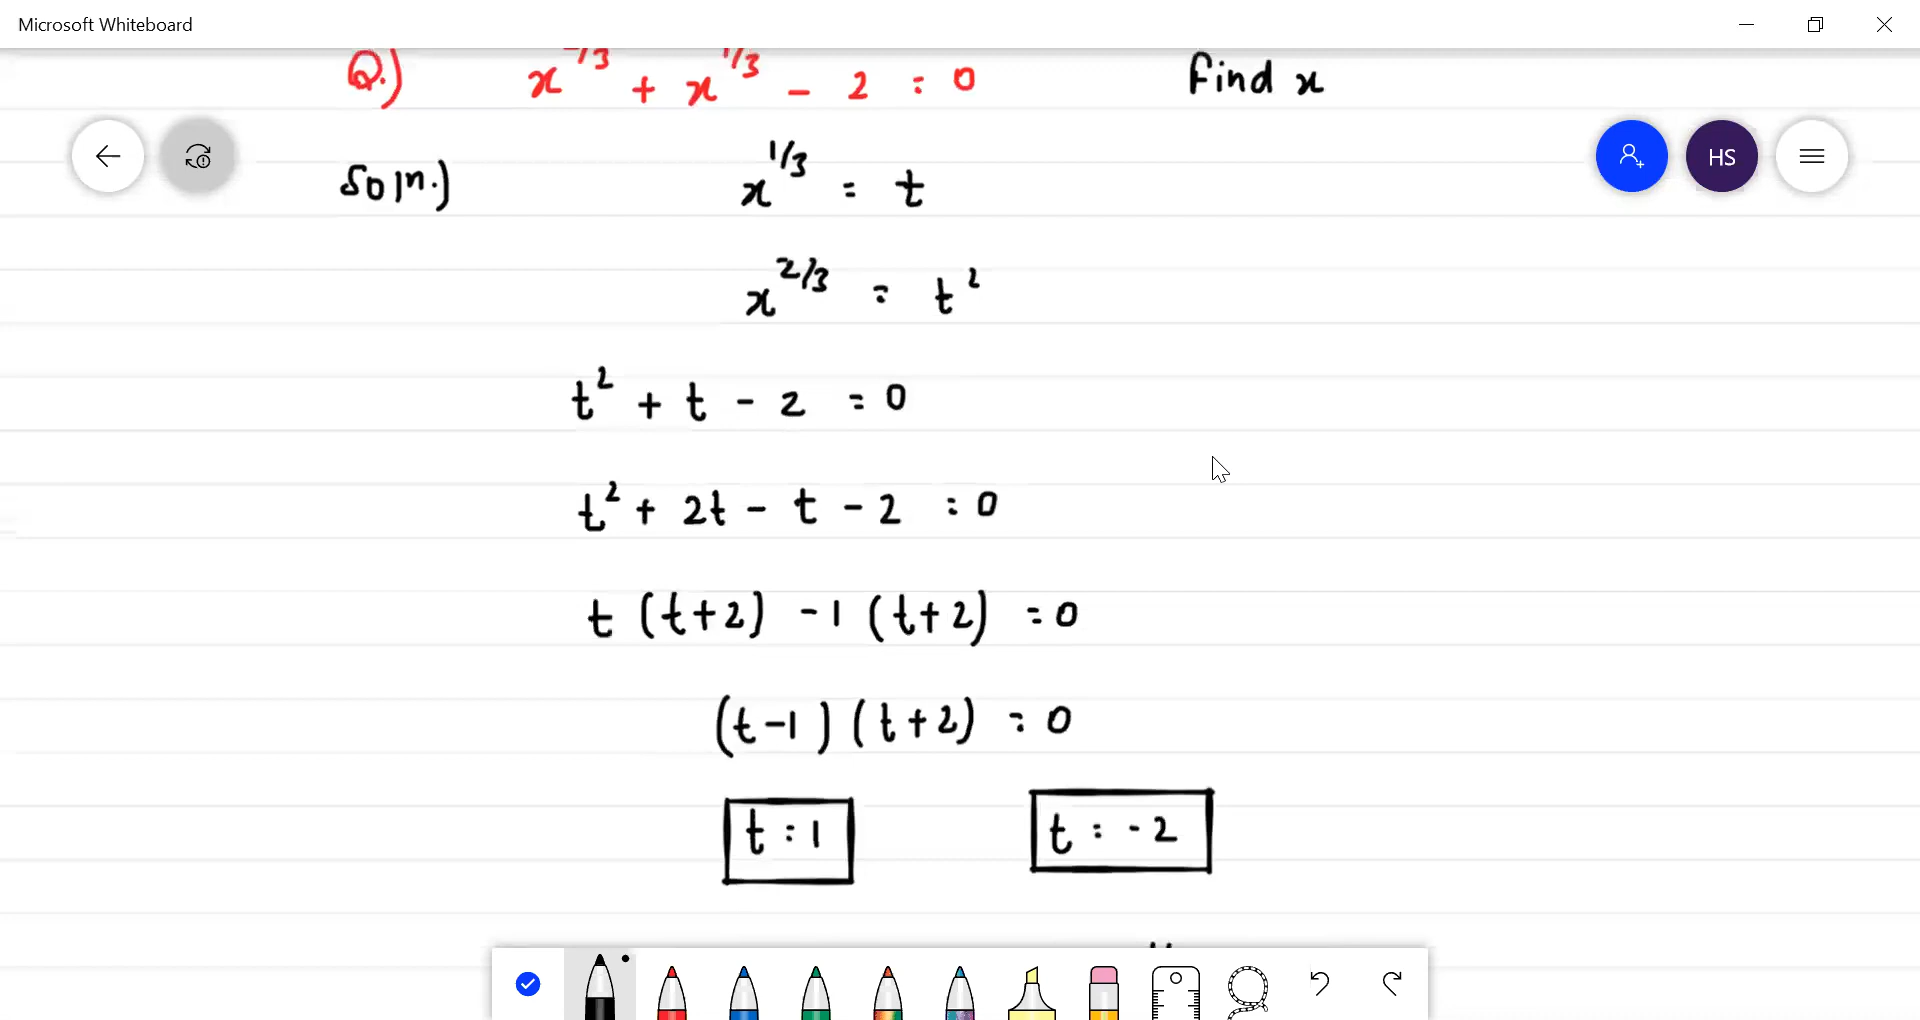 Microsoft Whiteboard
Q.) x^2/3 + x^1/3 - 2 = 0 Find x
HS
Soln.) x^1/3 = t
x^2/3 = t^2
t^2 + t - 2 = 0
t^2 + 2t - t - 2 = 0
t (t+2) -1 (t+2) = 0
(t-1) (t+2) = 0
t = 1 t = -2